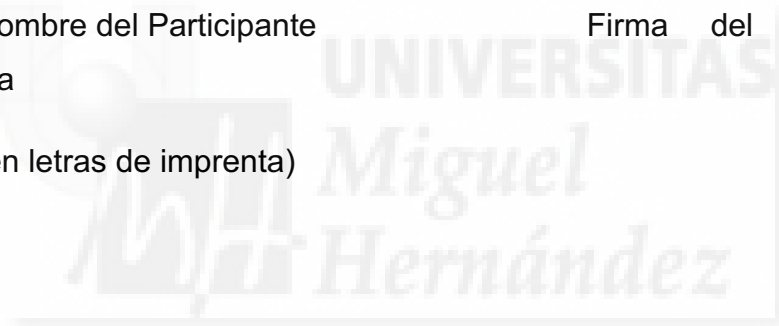 ombre del Participante Firma del
a
en letras de imprenta)
UNIVERSITAS
Miguel
Hernández